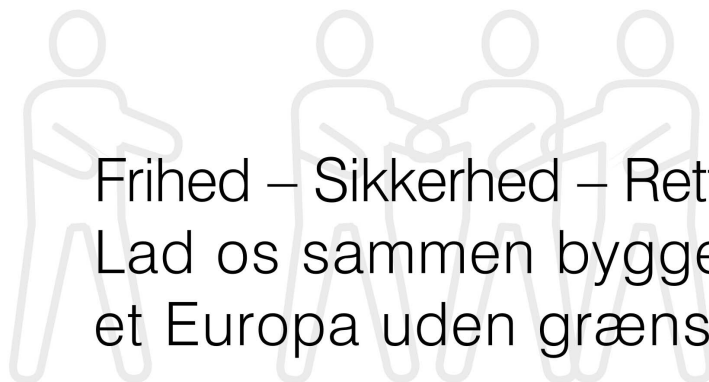 Frihed – Sikkerhed – Ret
Lad os sammen bygge
et Europa uden græns